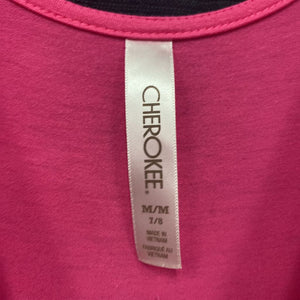 CHEROKEE®
M/M
7/8
MADE IN
VIETNAM
FABRIQUÉ AU
VIETNAM